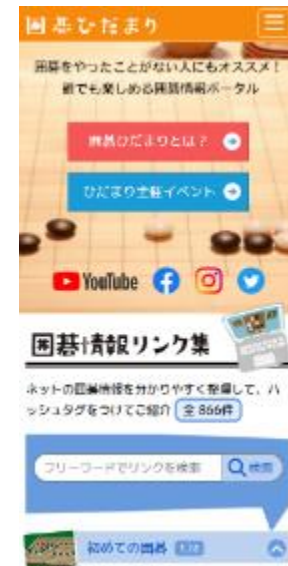 囲碁ひだまり
囲碁をやったことがない人にもオススメ！
誰でも楽しめる囲碁情報ポータル
囲碁ひだまりとは？
ひだまり主催イベント
YouTube
囲碁情報リンク集
ネットの囲碁情報を分かりやすく整理して、ハ
ッシュタグをつけてご紹介 全 866件
フリーワードでリンクを検索 検索
初めての囲碁